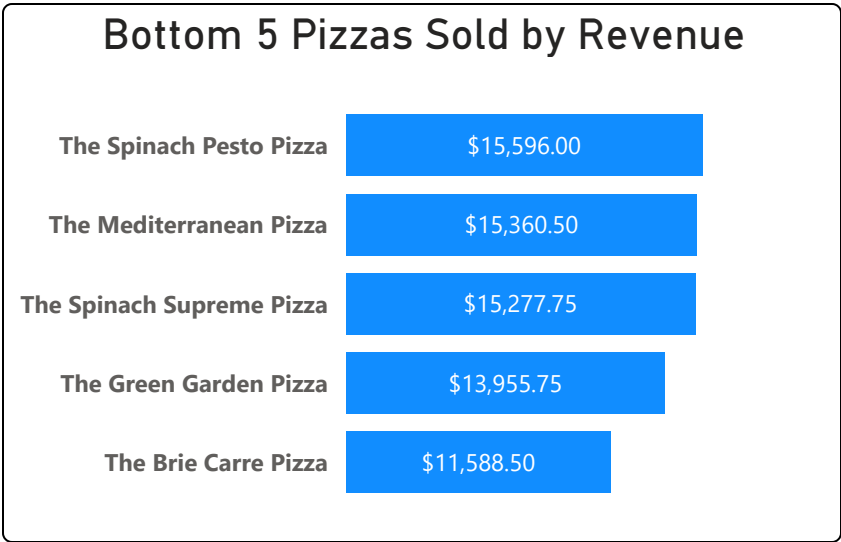 Bottom 5 Pizzas Sold by Revenue
The Spinach Pesto Pizza $15,596.00
The Mediterranean Pizza $15,360.50
The Spinach Supreme Pizza $15,277.75
The Green Garden Pizza $13,955.75
The Brie Carre Pizza $11,588.50